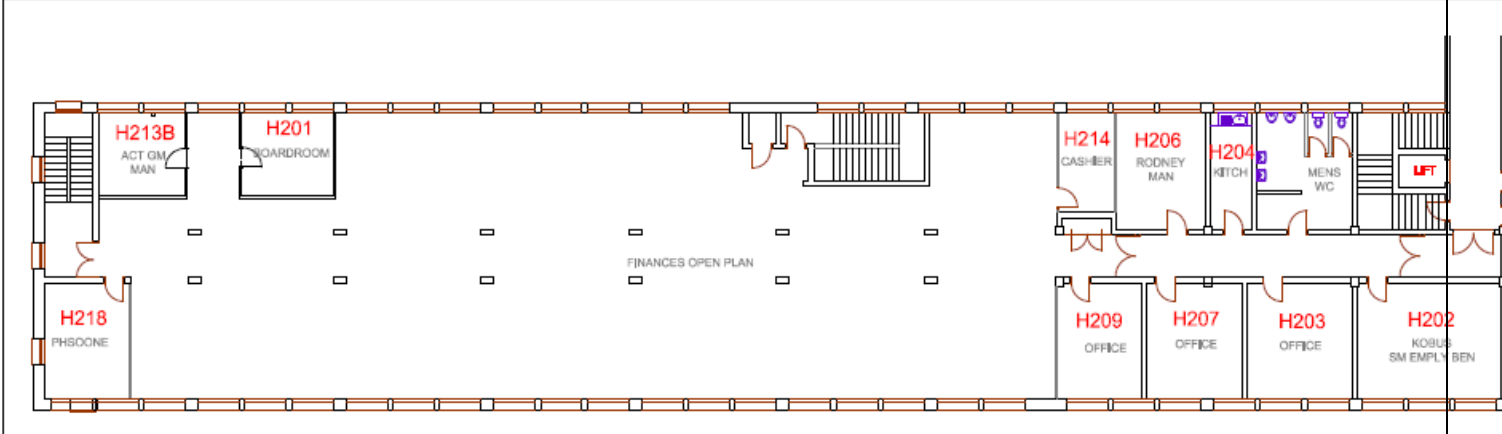 H213B
ACT GM
MAN
H201
BOARDROOM
H214
CASHIER
H206
RODNEY
MAN
H204
KITCH
MENS
WC
LIFT
FINANCES OPEN PLAN
H218
PHSOONE
H209
OFFICE
H207
OFFICE
H203
OFFICE
H202
KOBUS
SM EMPLY BEN